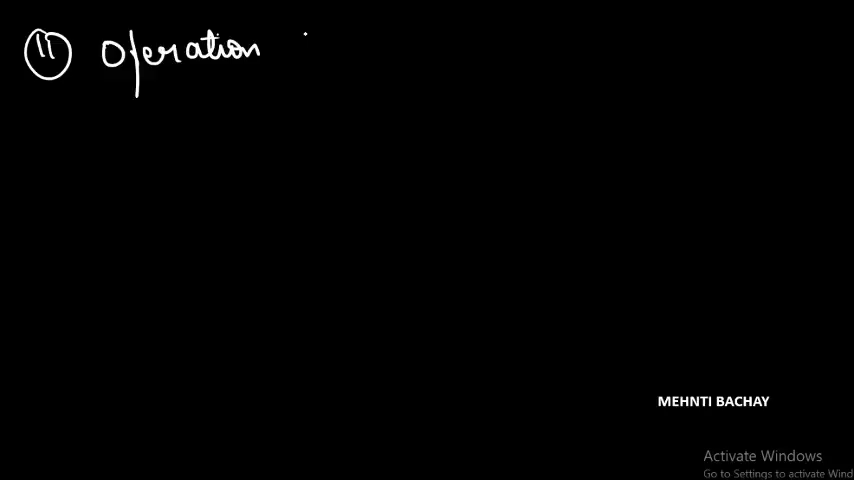 11 Operation
MEHNTI BACHAY
Activate Windows
Go to Settings to activate Wind